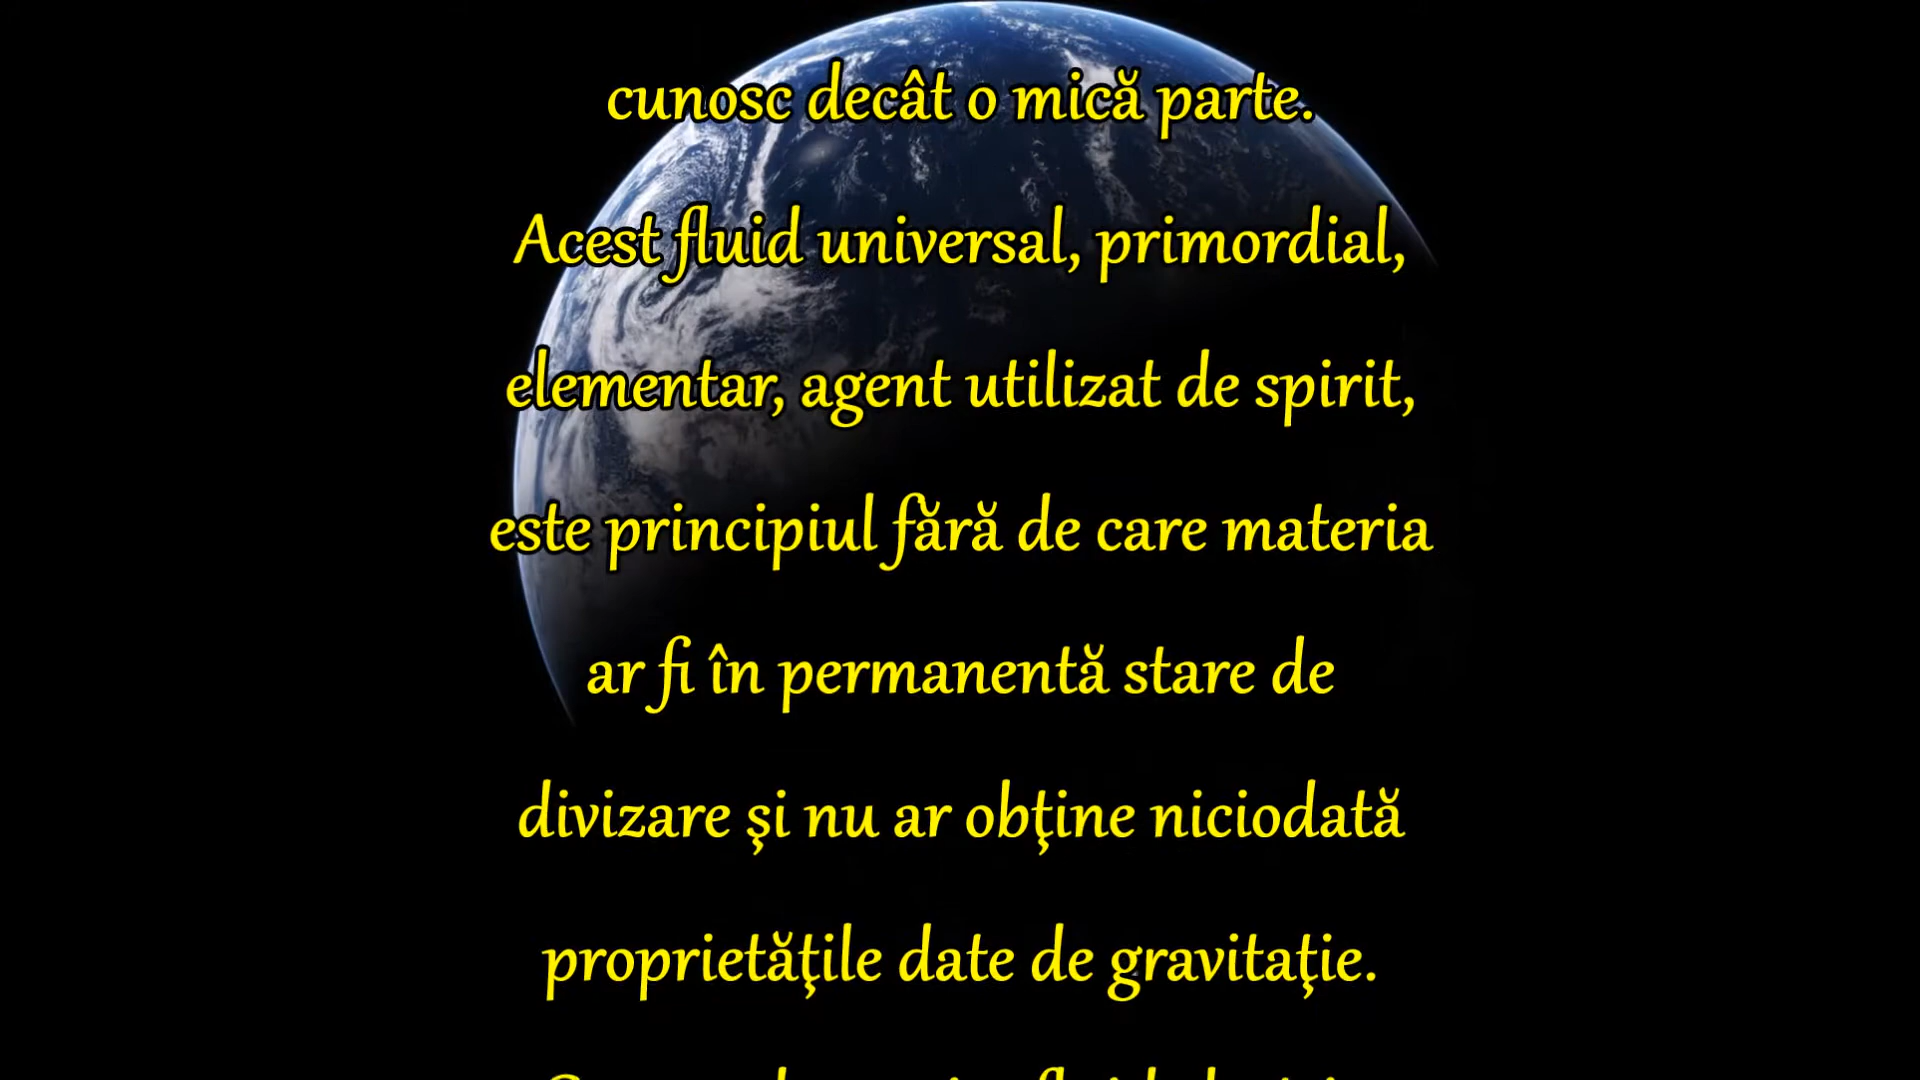 cunosc decât o mică parte.
Acest fluid universal, primordial,
elementar, agent utilizat de spirit,
este principiul fără de care materia
ar fi în permanentă stare de
divizare şi nu ar obţine niciodată
proprietăţile date de gravitaţie.